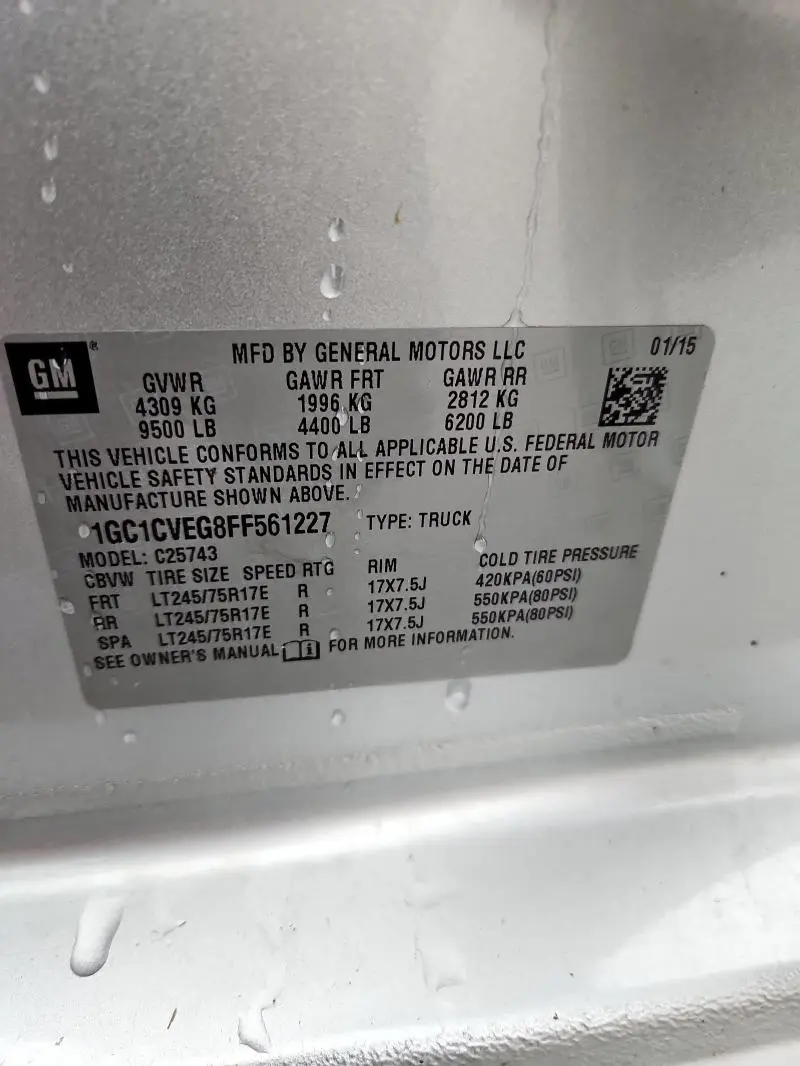 GM®
MFD BY GENERAL MOTORS LLC 01/15
GVWR GAWR FRT GAWR RR
4309 KG 1996 KG 2812 KG
9500 LB 4400 LB 6200 LB
THIS VEHICLE CONFORMS TO ALL APPLICABLE U.S. FEDERAL MOTOR
VEHICLE SAFETY STANDARDS IN EFFECT ON THE DATE OF
MANUFACTURE SHOWN ABOVE.
1GC1CVEG8FF561227 TYPE: TRUCK
MODEL: C25743
CBVW TIRE SIZE SPEED RTG RIM COLD TIRE PRESSURE
FRT LT245/75R17E R 17X7.5J 420KPA(60PSI)
RR LT245/75R17E R 17X7.5J 550KPA(80PSI)
SPA LT245/75R17E R 17X7.5J 550KPA(80PSI)
SEE OWNER'S MANUAL FOR MORE INFORMATION.